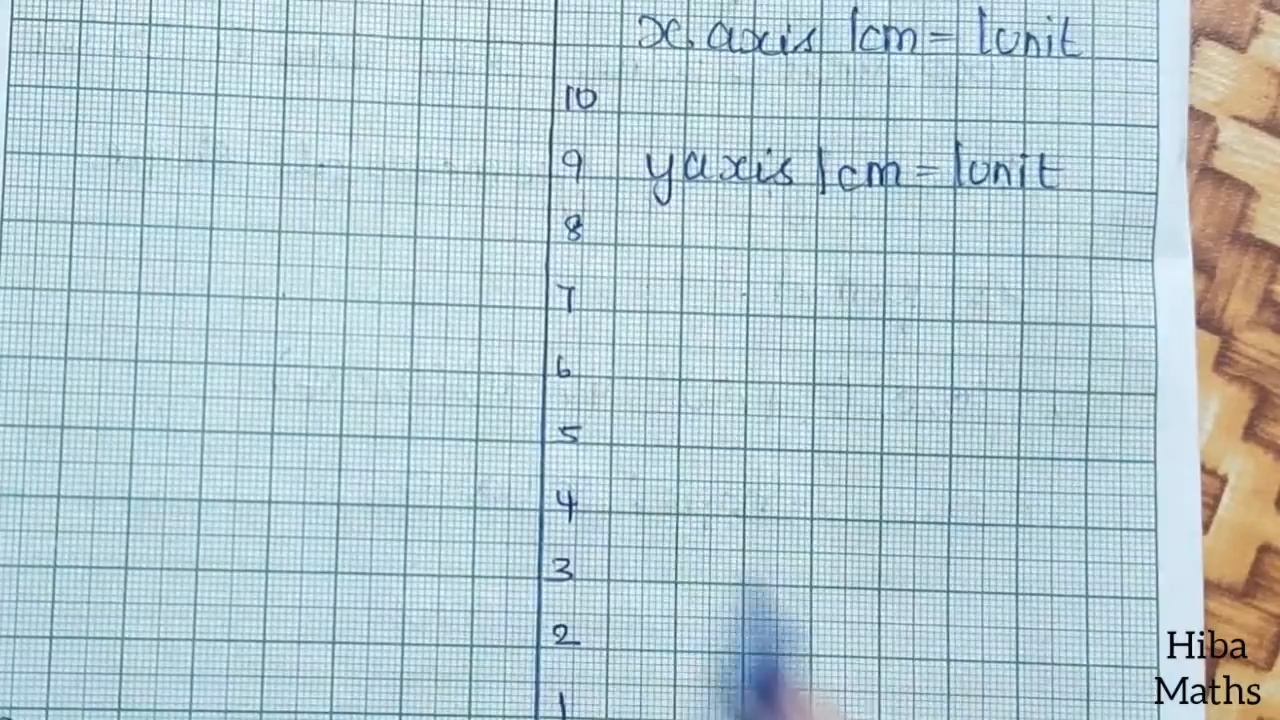 x axis 1cm = 1unit
10
9 y axis 1cm = 1unit
8
7
6
5
4
3
2
1
Hiba
Maths